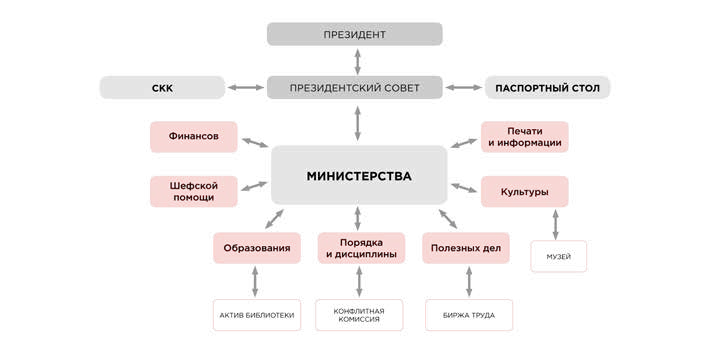 ПРЕЗИДЕНТ
СКК
ПРЕЗИДЕНТСКИЙ СОВЕТ
ПАСПОРТНЫЙ СТОЛ
Финансов
Печати
и информации
МИНИСТЕРСТВА
Шефской
помощи
Культуры
Образования
Порядка
и дисциплины
Полезных дел
МУЗЕЙ
АКТИВ БИБЛИОТЕКИ
КОНФЛИТНАЯ
КОМИССИЯ
БИРЖА ТРУДА